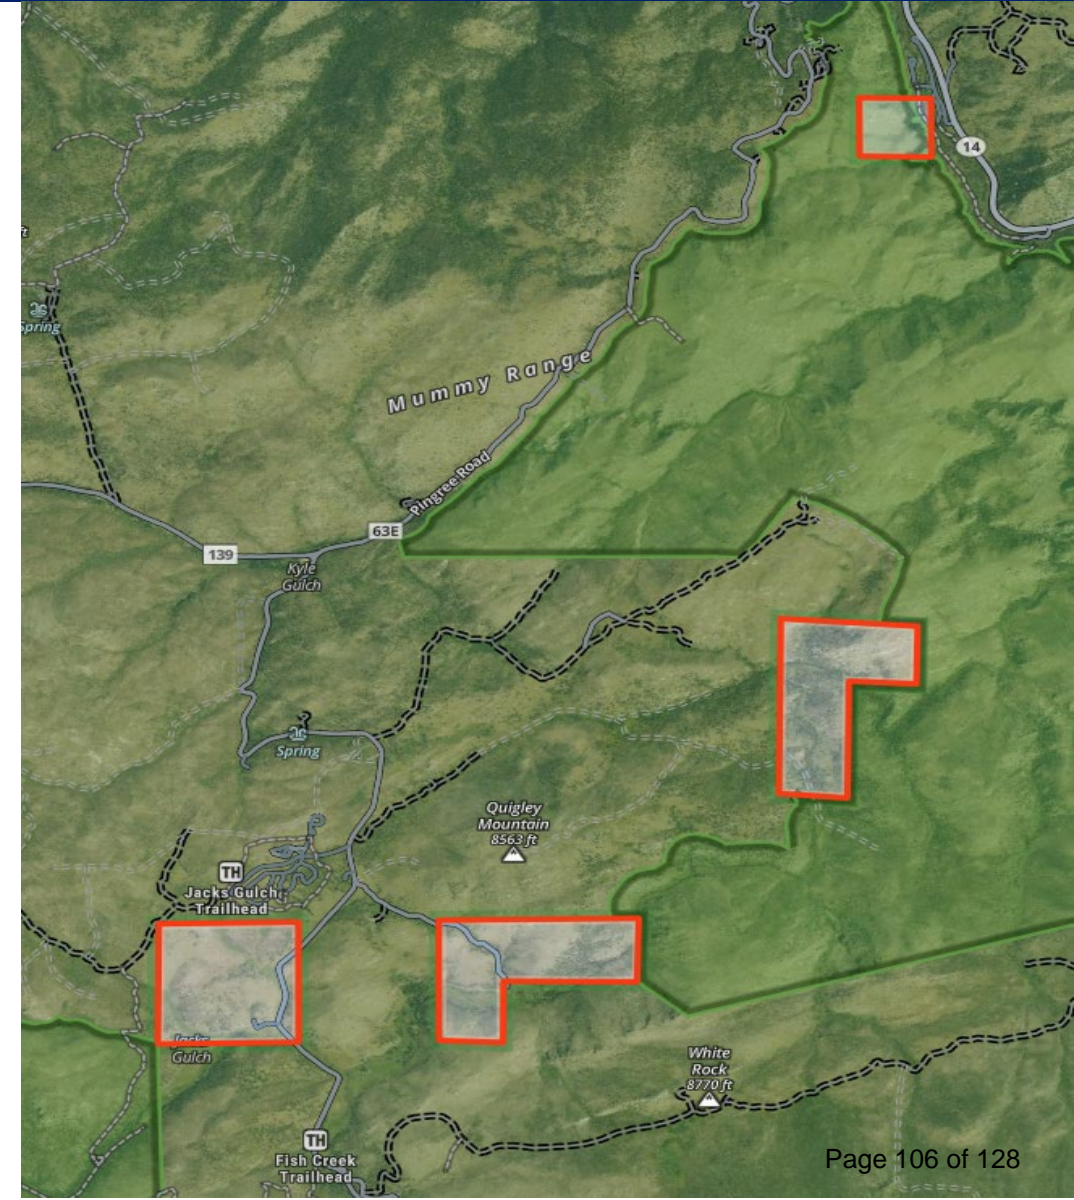 14
Spring
Mummy Range
Pingree Road
63E
139
Kyle
Gulch
Spring
Quigley
Mountain
8563 ft
TH
Jacks Gulch
Trailhead
Jacks
Gulch
White
Rock
8770 ft
TH
Fish Creek
Trailhead
Page 106 of 128